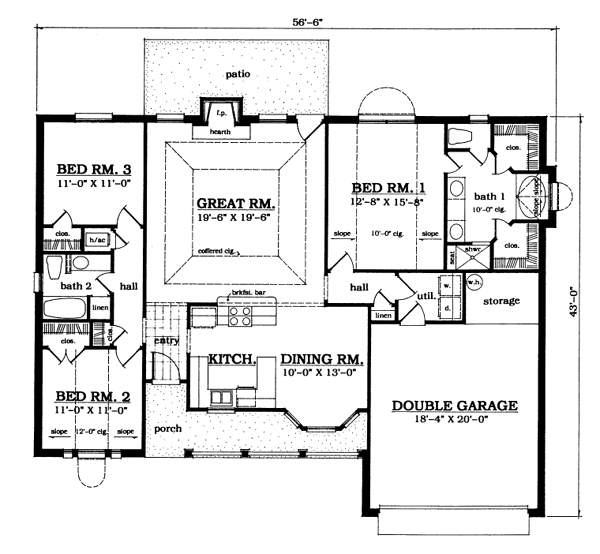 56'-6"
patio
f.p.
hearth
clos.
BED RM. 3
11'-0" X 11'-0"
GREAT RM.
19'-6" X 19'-6"
BED RM. 1
12'-8" X 15'-8"
bath 1
10'-0" clg.
slope
slope
clos.
h/ac
coffered clg.
slope
10'-0" clg.
slope
clos.
seat
shwr
bath 2
hall
linen
brkfst. bar
hall
util.
w.
d.
w.h.
storage
linen
43'-0"
clos.
clos.
entry
KITCH.
DINING RM.
10'-0" X 13'-0"
BED RM. 2
11'-0" X 11'-0"
slope
12'-0" clg.
slope
porch
DOUBLE GARAGE
18'-4" X 20'-0"